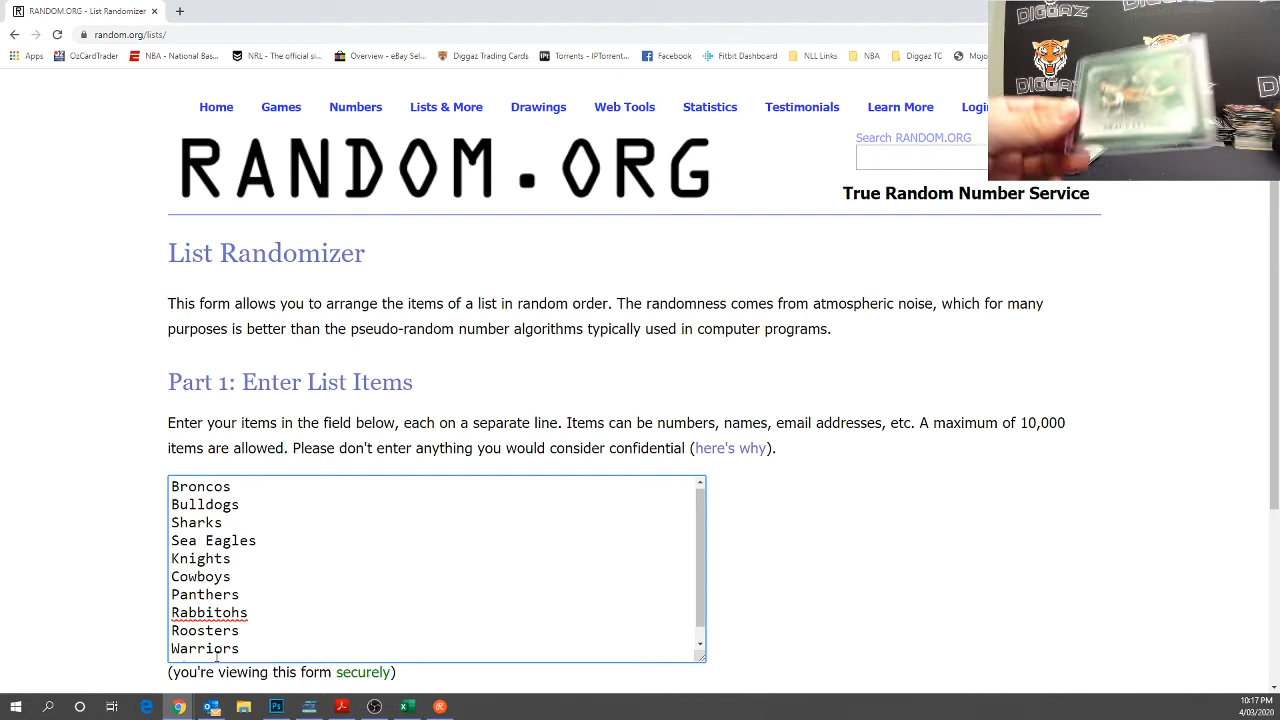 RANDOM.ORG - List Randomizer
random.org/lists/
Apps OzCardTrader NBA - National Bas... NRL - The official si... Overview - eBay Sel... Diggaz Trading Cards Torrents - IPTorrent... Facebook Fitbit Dashboard NLL Links NBA Diggaz TC Mojo
DIGGAZ
DIGGAZ
Home Games Numbers Lists & More Drawings Web Tools Statistics Testimonials Learn More Login
RANDOM.ORG
Search RANDOM.ORG
True Random Number Service
List Randomizer
This form allows you to arrange the items of a list in random order. The randomness comes from atmospheric noise, which for many
purposes is better than the pseudo-random number algorithms typically used in computer programs.
Part 1: Enter List Items
Enter your items in the field below, each on a separate line. Items can be numbers, names, email addresses, etc. A maximum of 10,000
items are allowed. Please don't enter anything you would consider confidential (here's why).
Broncos
Bulldogs
Sharks
Sea Eagles
Knights
Cowboys
Panthers
Rabbitohs
Roosters
Warriors
(you're viewing this form securely)
10:17 PM
4/03/2020